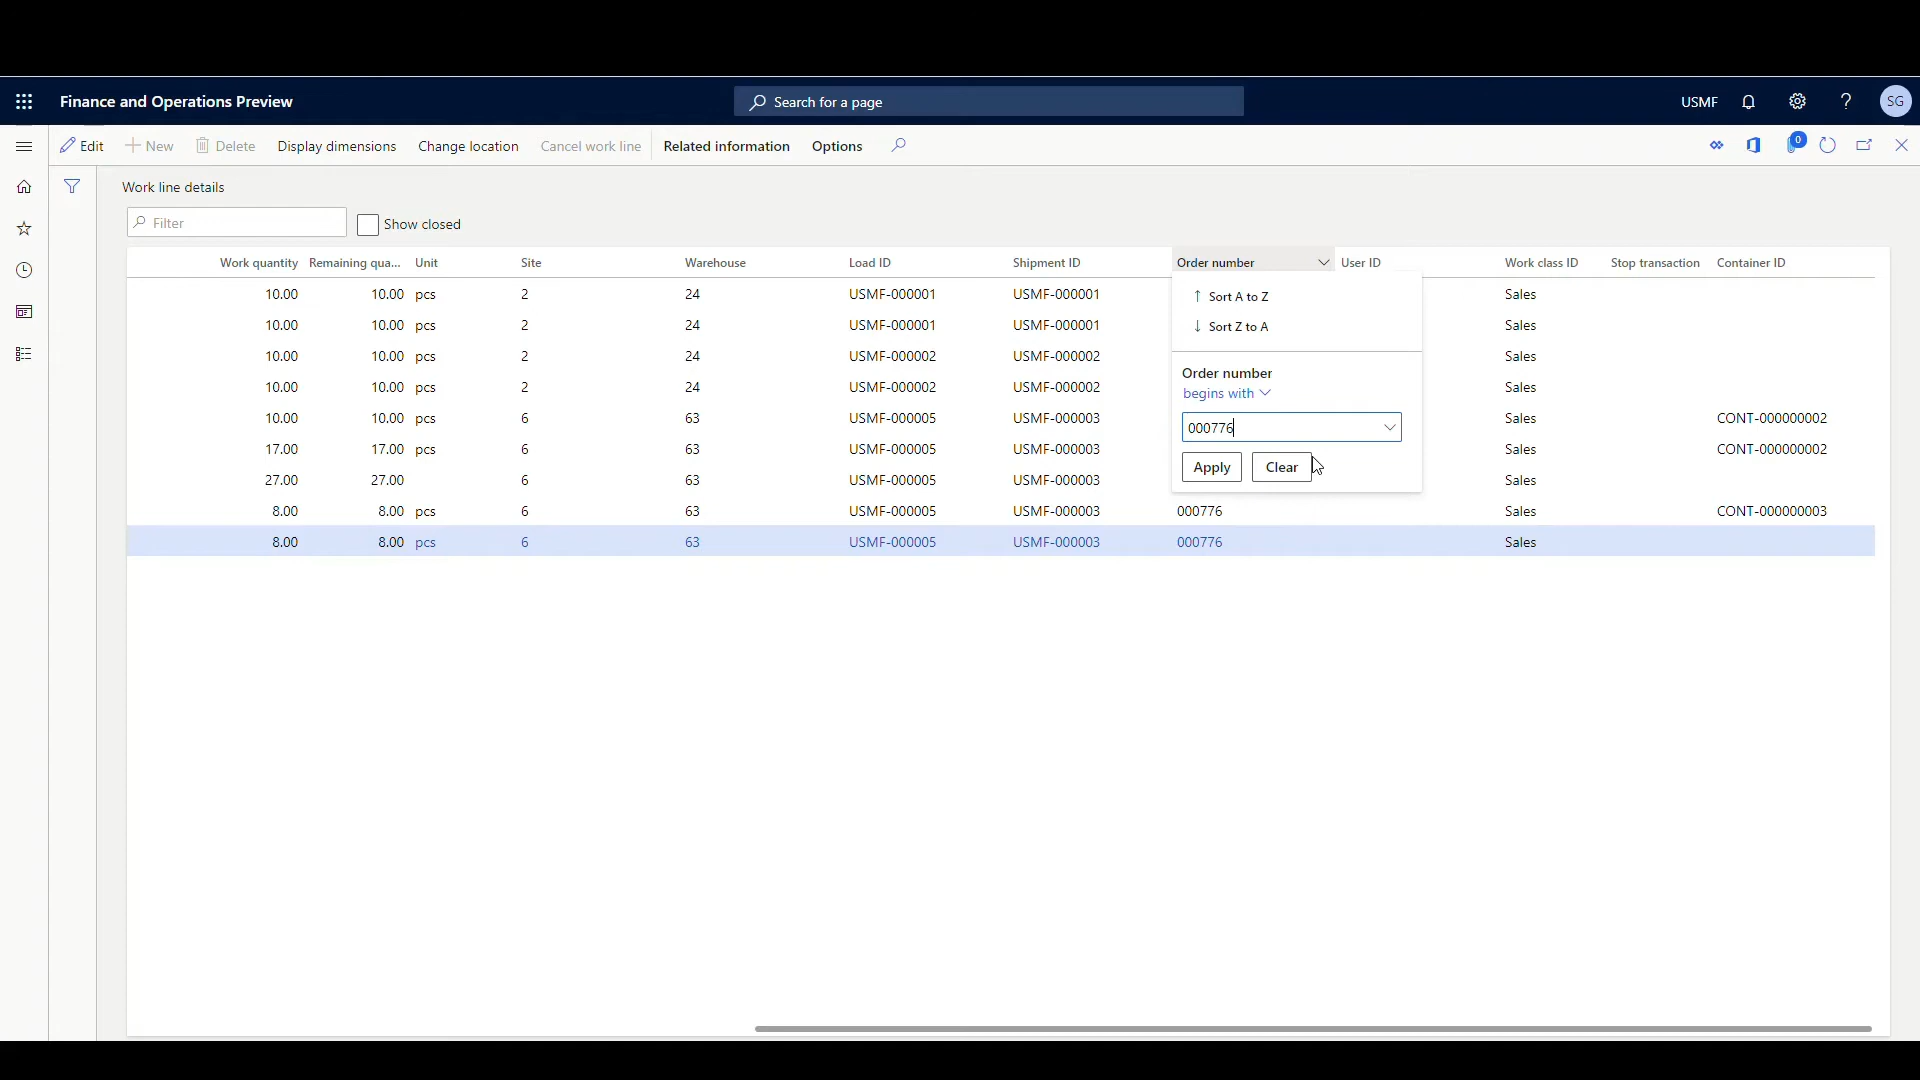 Finance and Operations Preview
Search for a page
USMF
SG
Edit
New
Delete
Display dimensions
Change location
Cancel work line
Related information
Options
0
Work line details
Filter
Show closed
Work quantity Remaining qua... Unit Site Warehouse Load ID Shipment ID Order number User ID Work class ID Stop transaction Container ID
10.00 10.00 pcs 2 24 USMF-000001 USMF-000001 Sales
10.00 10.00 pcs 2 24 USMF-000001 USMF-000001 Sales
10.00 10.00 pcs 2 24 USMF-000002 USMF-000002 Sales
10.00 10.00 pcs 2 24 USMF-000002 USMF-000002 Sales
10.00 10.00 pcs 6 63 USMF-000005 USMF-000003 Sales CONT-000000002
17.00 17.00 pcs 6 63 USMF-000005 USMF-000003 Sales CONT-000000002
27.00 27.00 6 63 USMF-000005 USMF-000003 Sales
8.00 8.00 pcs 6 63 USMF-000005 USMF-000003 000776 Sales CONT-000000003
8.00 8.00 pcs 6 63 USMF-000005 USMF-000003 000776 Sales
Sort A to Z
Sort Z to A
Order number
begins with
000776
Apply
Clear